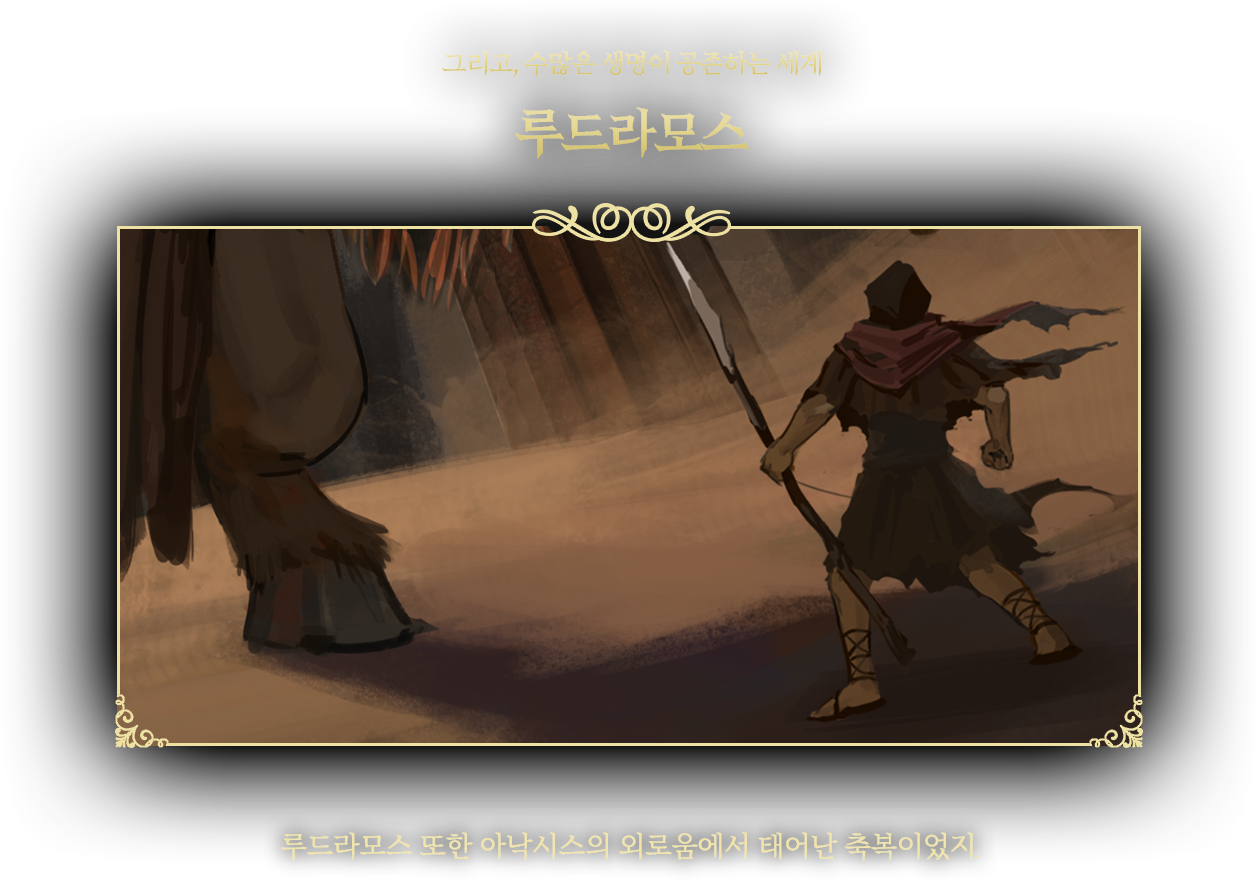 그리고, 수많은 생명이 공존하는 세계
루드라모스
루드라모스 또한 아낙시스의 외로움에서 태어난 축복이었지